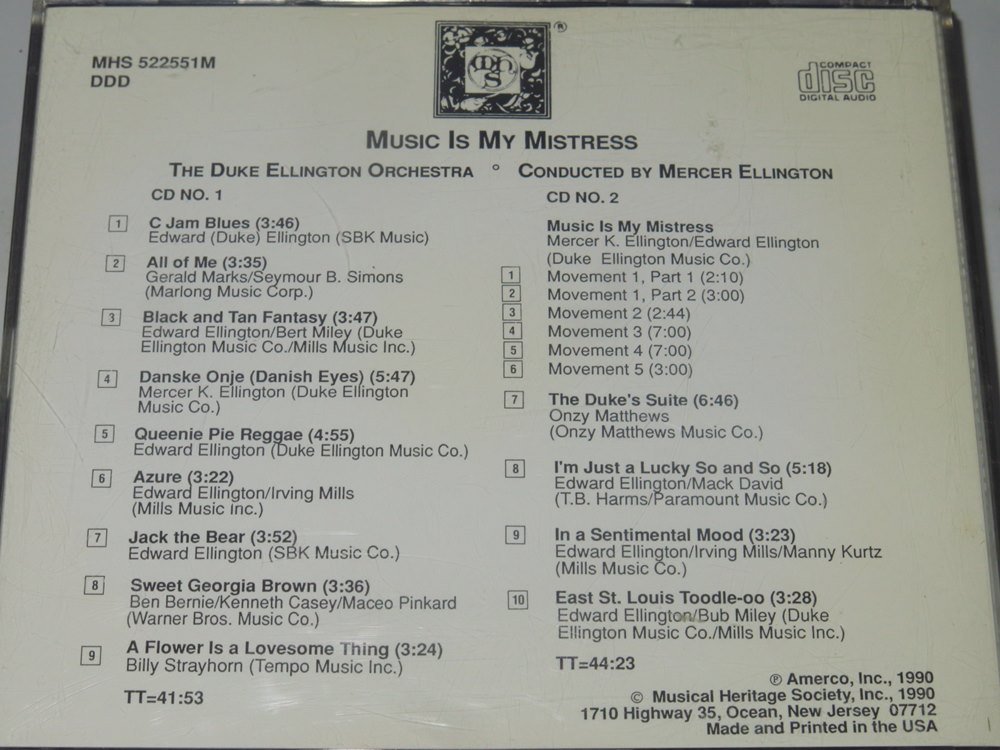 MHS 522551M
DDD
®
COMPACT
disc
DIGITAL AUDIO
MUSIC IS MY MISTRESS
THE DUKE ELLINGTON ORCHESTRA ° CONDUCTED BY MERCER ELLINGTON
CD NO. 1
1 C Jam Blues (3:46)
Edward (Duke) Ellington (SBK Music)
2 All of Me (3:35)
Gerald Marks/Seymour B. Simons
(Marlong Music Corp.)
3 Black and Tan Fantasy (3:47)
Edward Ellington/Bert Miley (Duke
Ellington Music Co./Mills Music Inc.)
4 Danske Onje (Danish Eyes) (5:47)
Mercer K. Ellington (Duke Ellington
Music Co.)
5 Queenie Pie Reggae (4:55)
Edward Ellington (Duke Ellington Music Co.)
6 Azure (3:22)
Edward Ellington/Irving Mills
(Mills Music Inc.)
7 Jack the Bear (3:52)
Edward Ellington (SBK Music Co.)
8 Sweet Georgia Brown (3:36)
Ben Bernie/Kenneth Casey/Maceo Pinkard
(Warner Bros. Music Co.)
9 A Flower Is a Lovesome Thing (3:24)
Billy Strayhorn (Tempo Music Inc.)
TT=41:53
CD NO. 2
Music Is My Mistress
Mercer K. Ellington/Edward Ellington
(Duke Ellington Music Co.)
1 Movement 1, Part 1 (2:10)
2 Movement 1, Part 2 (3:00)
3 Movement 2 (2:44)
4 Movement 3 (7:00)
5 Movement 4 (7:00)
6 Movement 5 (3:00)
7 The Duke's Suite (6:46)
Onzy Matthews
(Onzy Matthews Music Co.)
8 I'm Just a Lucky So and So (5:18)
Edward Ellington/Mack David
(T.B. Harms/Paramount Music Co.)
9 In a Sentimental Mood (3:23)
Edward Ellington/Irving Mills/Manny Kurtz
(Mills Music Co.)
10 East St. Louis Toodle-oo (3:28)
Edward Ellington/Bub Miley (Duke
Ellington Music Co./Mills Music Inc.)
TT=44:23
℗ Amerco, Inc., 1990
© Musical Heritage Society, Inc., 1990
1710 Highway 35, Ocean, New Jersey 07712
Made and Printed in the USA